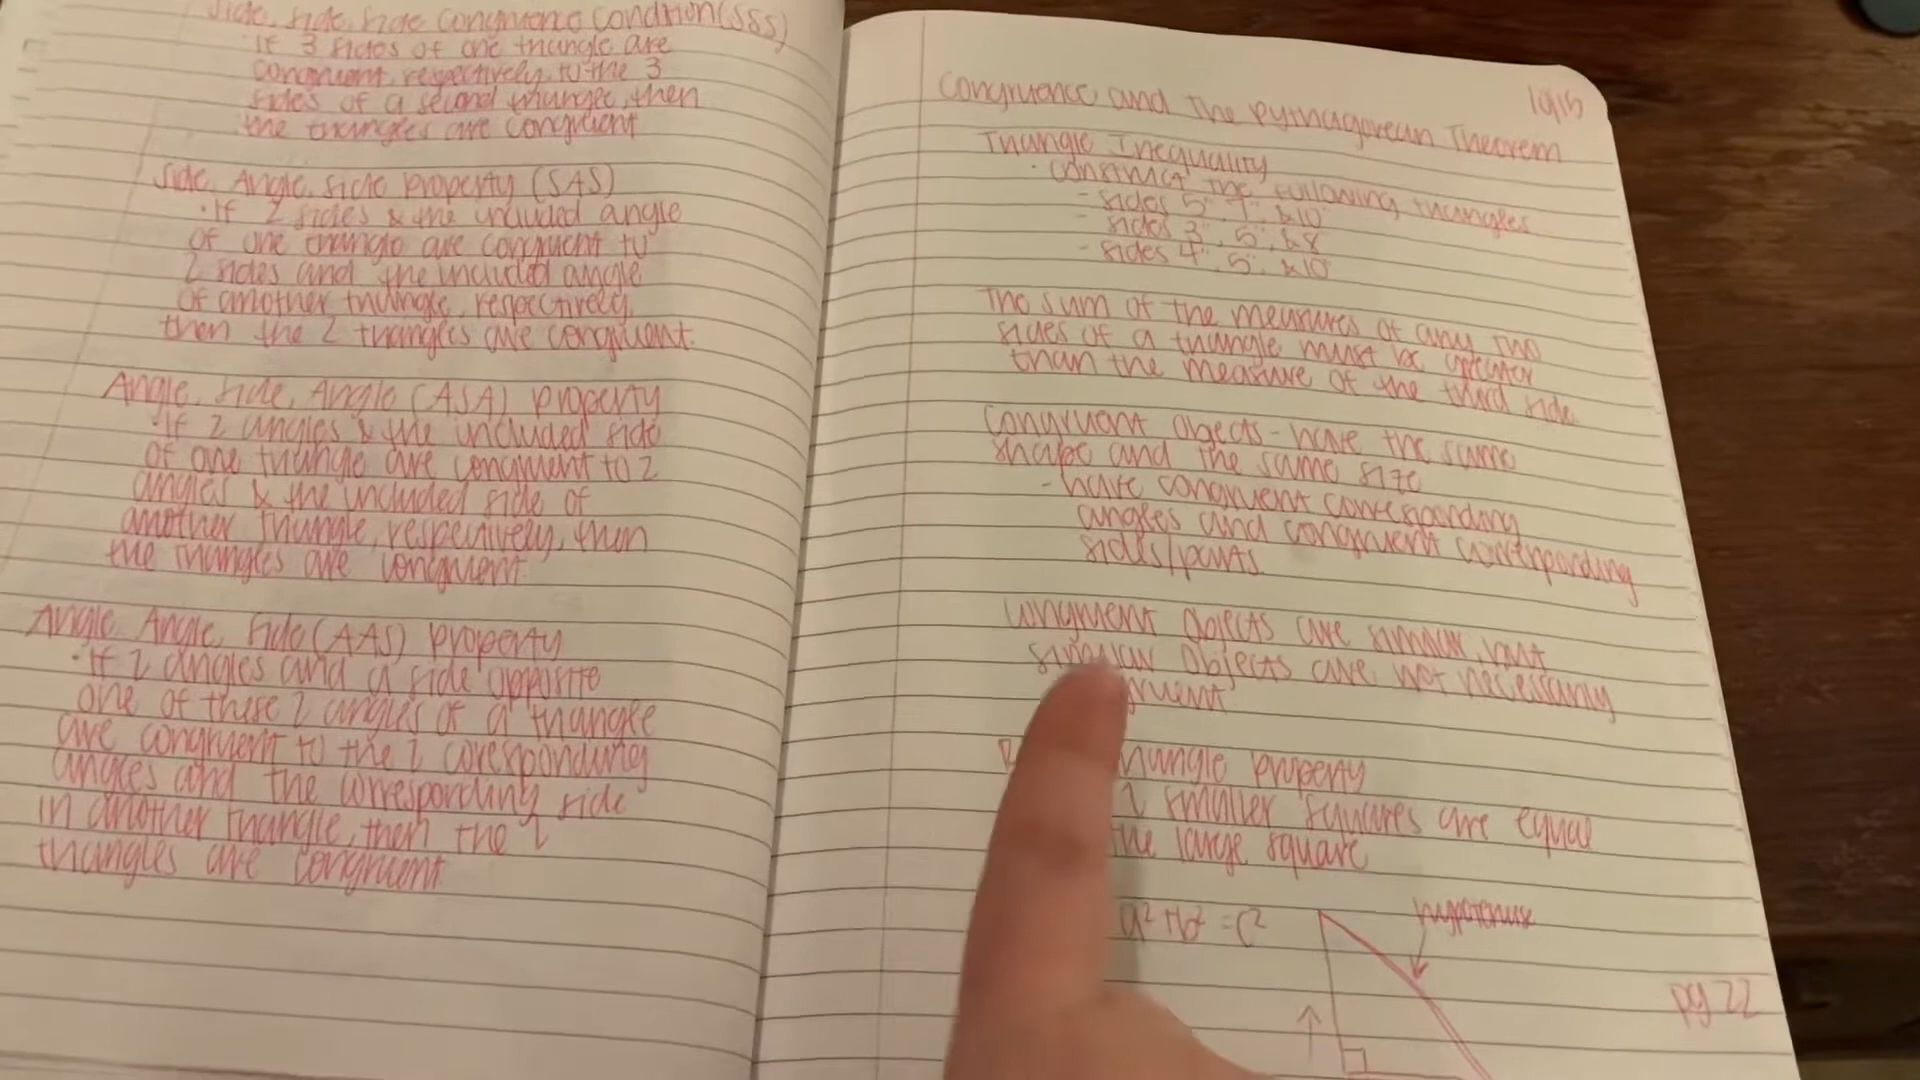 Side, side, side congruence condition (SSS)
· If 3 sides of one triangle are
congruent, respectively, to the 3
sides of a second triangle, then
the triangles are congruent
Side, Angle, side property (SAS)
· If 2 sides & the included angle
of one triangle are congruent to
2 sides and the included angle
of another triangle, respectively,
then the 2 triangles are congruent.
Angle, Side, Angle (ASA) property
· If 2 angles & the included side
of one triangle are congruent to 2
angles & the included side of
another triangle, respectively, then
the triangles are congruent.
Angle, Angle, Side (AAS) property
· If 2 angles and a side opposite
one of these 2 angles of a triangle
are congruent to the 2 corresponding
angles and the corresponding side
in another triangle, then the 2
triangles are congruent
Congruence and the Pythagorean Theorem
Triangle Inequality
· construct the following triangles
- sides 5", 7", & 10"
- sides 3", 5", & 8"
- sides 4", 5", & 10"
The sum of the measures of any two
sides of a triangle must be greater
than the measure of the third side.
Congruent objects - have the same
shape and the same size
- have congruent corresponding
angles and congruent corresponding
sides/parts
Congruent objects are similar, but
similar objects are not necessarily
triangle property
2 smaller squares are equal
the large square
a² + b² = c²
hypotenuse
pg 22